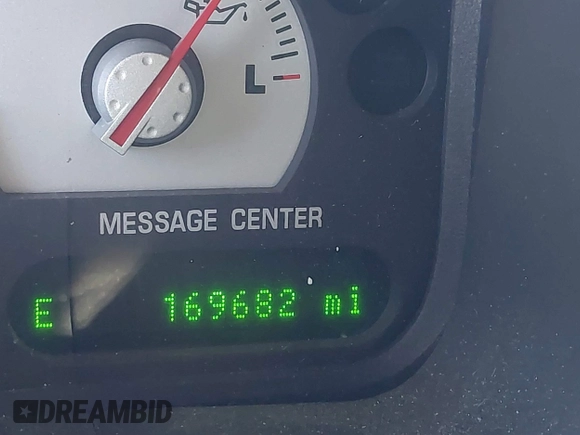 L
MESSAGE CENTER
E 169682 mi
DREAMBID